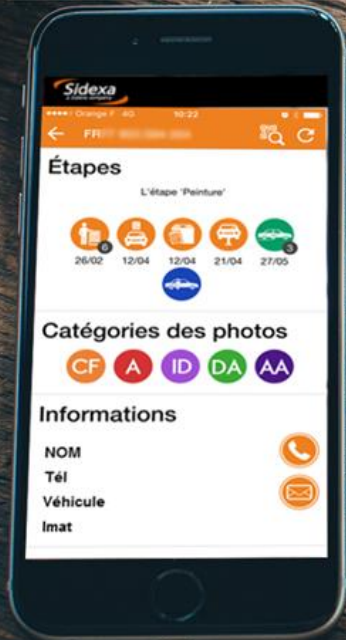 Sidexa
Orange F 4G 10:22
FR
Étapes
L'étape 'Peinture'
6 3
26/02 12/04 12/04 21/04 27/05
Catégories des photos
CF A ID DA AA
Informations
NOM
Tél
Véhicule
Imat